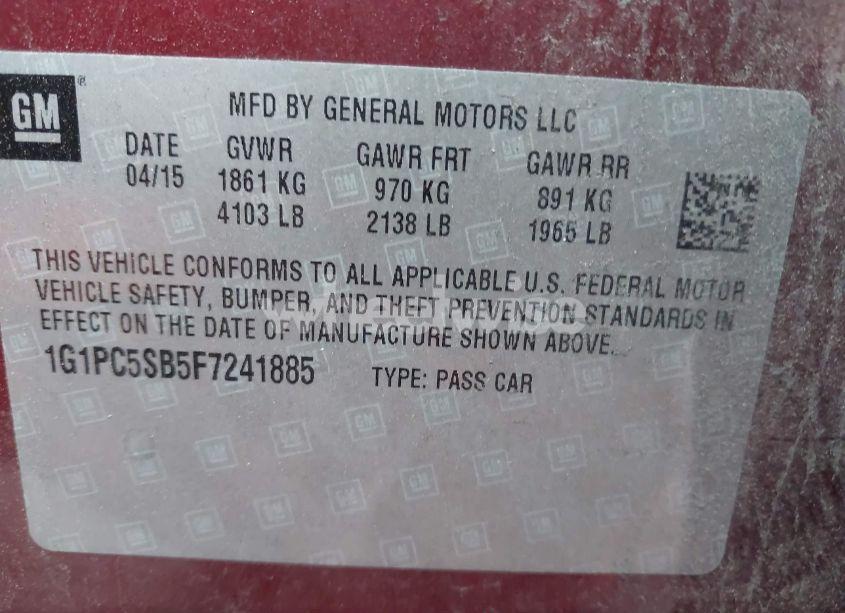 GM
MFD BY GENERAL MOTORS LLC
DATE GVWR GAWR FRT GAWR RR
04/15 1861 KG 970 KG 891 KG
4103 LB 2138 LB 1965 LB
THIS VEHICLE CONFORMS TO ALL APPLICABLE U.S. FEDERAL MOTOR
VEHICLE SAFETY, BUMPER, AND THEFT PREVENTION STANDARDS IN
EFFECT ON THE DATE OF MANUFACTURE SHOWN ABOVE.
1G1PC5SB5F7241885 TYPE: PASS CAR